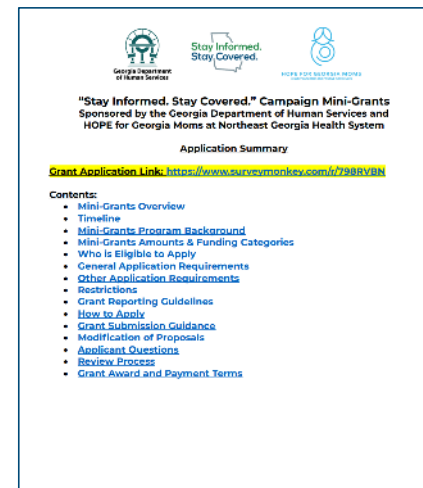 Georgia Department
of Human Services
Stay Informed.
Stay Covered.
HOPE FOR GEORGIA MOMS
"Stay Informed. Stay Covered." Campaign Mini-Grants
Sponsored by the Georgia Department of Human Services and
HOPE for Georgia Moms at Northeast Georgia Health System
Application Summary
Grant Application Link: https://www.surveymonkey.com/r/798RVBN
Contents:
• Mini-Grants Overview
• Timeline
• Mini-Grants Program Background
• Mini-Grants Amounts & Funding Categories
• Who is Eligible to Apply
• General Application Requirements
• Other Application Requirements
• Restrictions
• Grant Reporting Guidelines
• How to Apply
• Grant Submission Guidance
• Modification of Proposals
• Applicant Questions
• Review Process
• Grant Award and Payment Terms